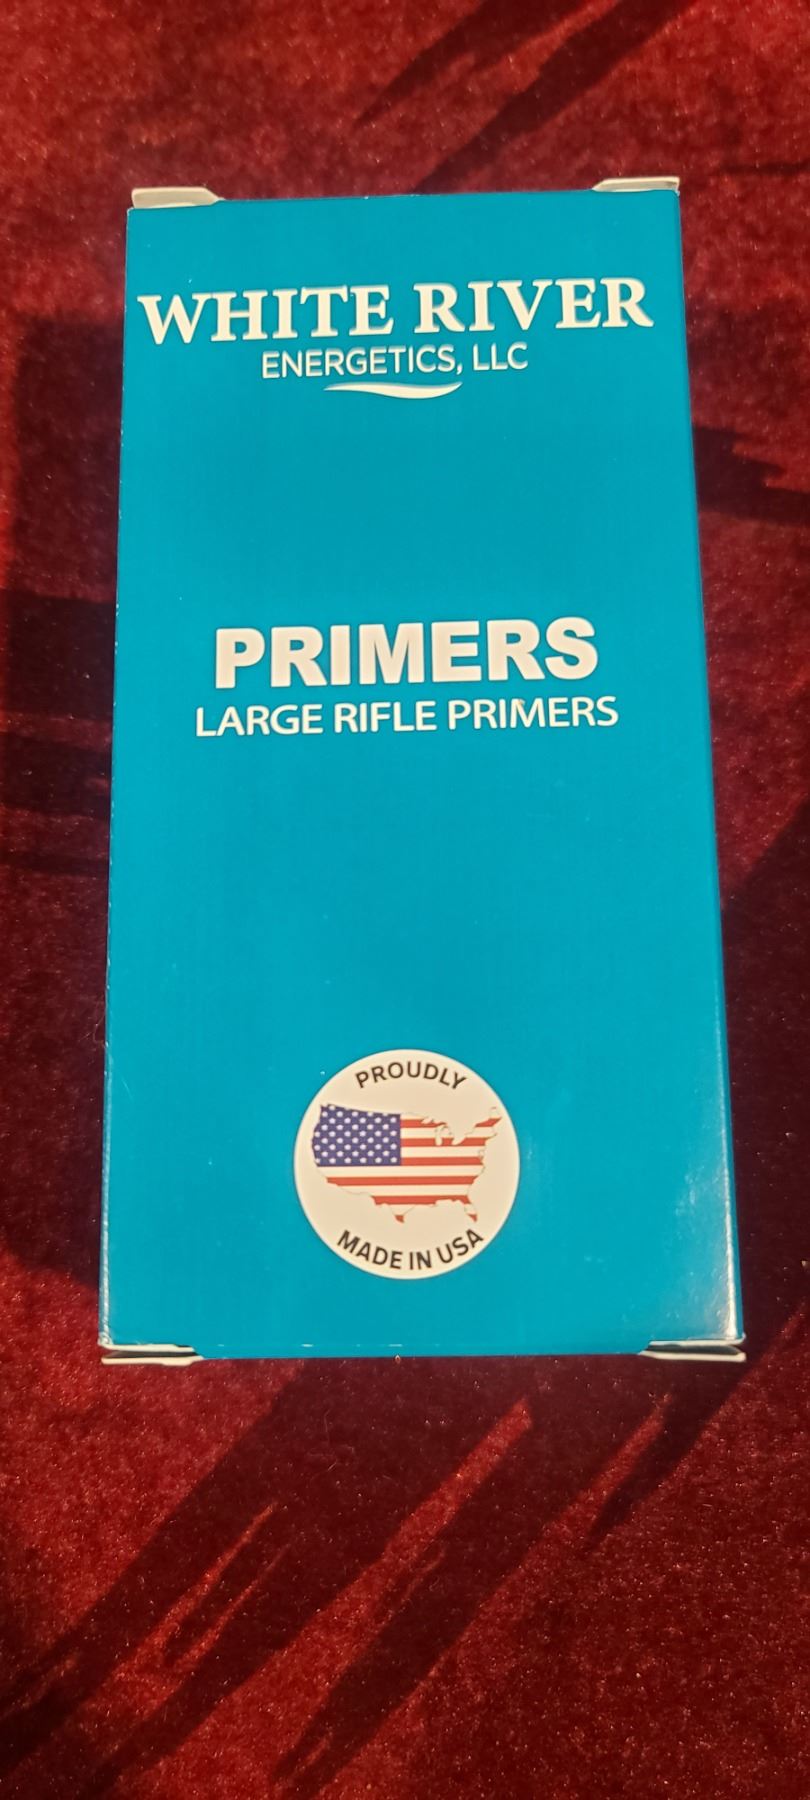 WHITE RIVER
ENERGETICS, LLC
PRIMERS
LARGE RIFLE PRIMERS
PROUDLY
MADE IN USA